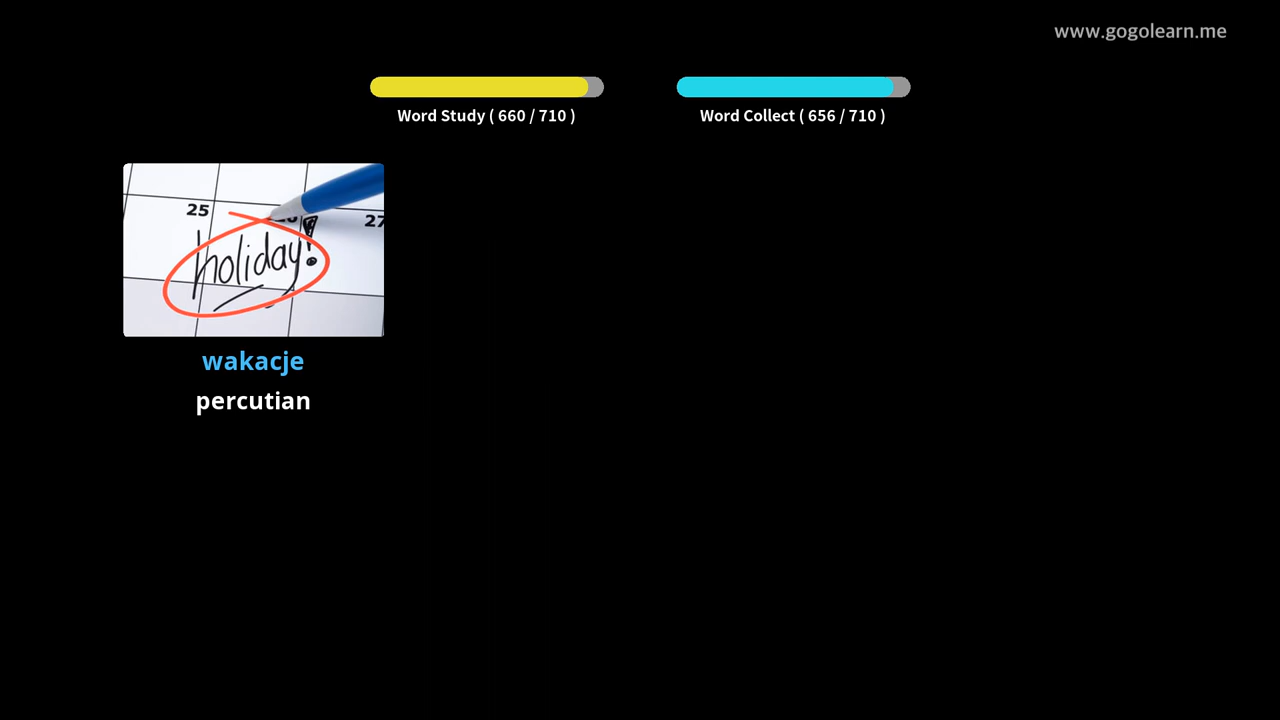 www.gogolearn.me
Word Study ( 660 / 710 )
Word Collect ( 656 / 710 )
25
27
holiday!
wakacje
percutian